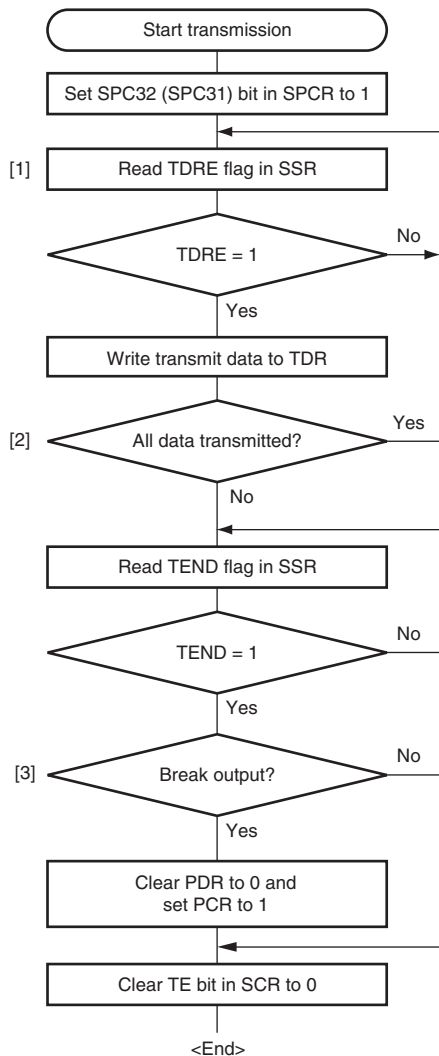 Start transmission
Set SPC32 (SPC31) bit in SPCR to 1
[1]
Read TDRE flag in SSR
No
TDRE = 1
Yes
Write transmit data to TDR
[2]
All data transmitted?
Yes
No
Read TEND flag in SSR
No
TEND = 1
Yes
[3]
Break output?
No
Yes
Clear PDR to 0 and
set PCR to 1
Clear TE bit in SCR to 0
<End>